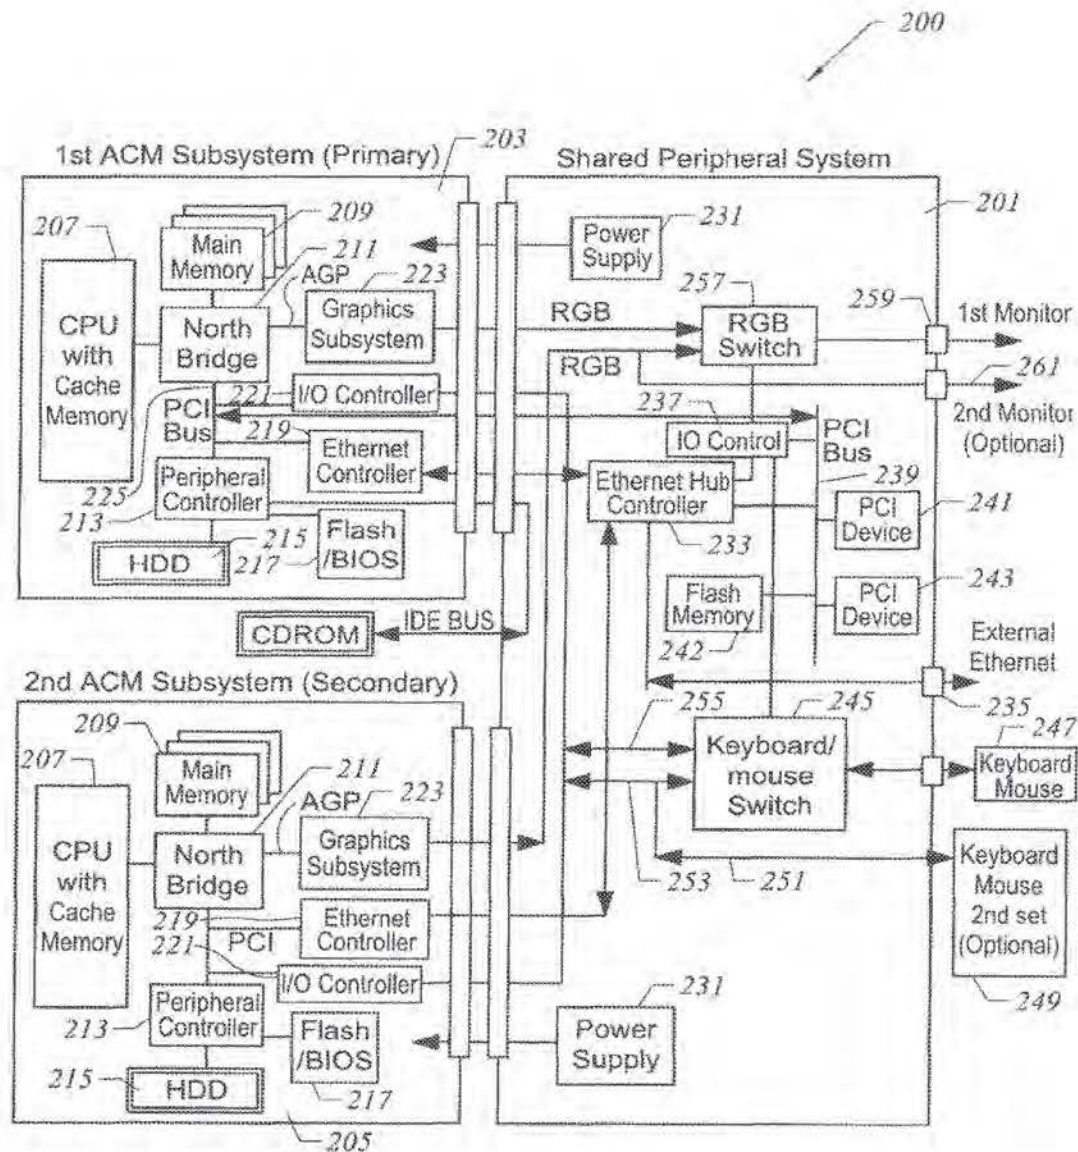 200
1st ACM Subsystem (Primary)
203
Shared Peripheral System
201
207
CPU
with
Cache
Memory
209
Main
Memory
211
North
Bridge
AGP
223
Graphics
Subsystem
221
I/O Controller
PCI
Bus
219
Ethernet
Controller
225
Peripheral
Controller
213
215
HDD
217
Flash
/BIOS
231
Power
Supply
RGB
257
RGB
Switch
259
1st Monitor
RGB
261
2nd Monitor
(Optional)
237
IO Control
PCI
Bus
239
Ethernet Hub
Controller
233
PCI
Device
241
Flash
Memory
242
PCI
Device
243
CDROM
IDE BUS
External
Ethernet
235
2nd ACM Subsystem (Secondary)
209
207
Main
Memory
211
CPU
with
Cache
Memory
North
Bridge
AGP
223
Graphics
Subsystem
219
Ethernet
Controller
PCI
221
I/O Controller
213
Peripheral
Controller
Flash
/BIOS
215
HDD
217
205
255
245
Keyboard/
mouse
Switch
247
Keyboard
Mouse
253
251
Keyboard
Mouse
2nd set
(Optional)
249
231
Power
Supply